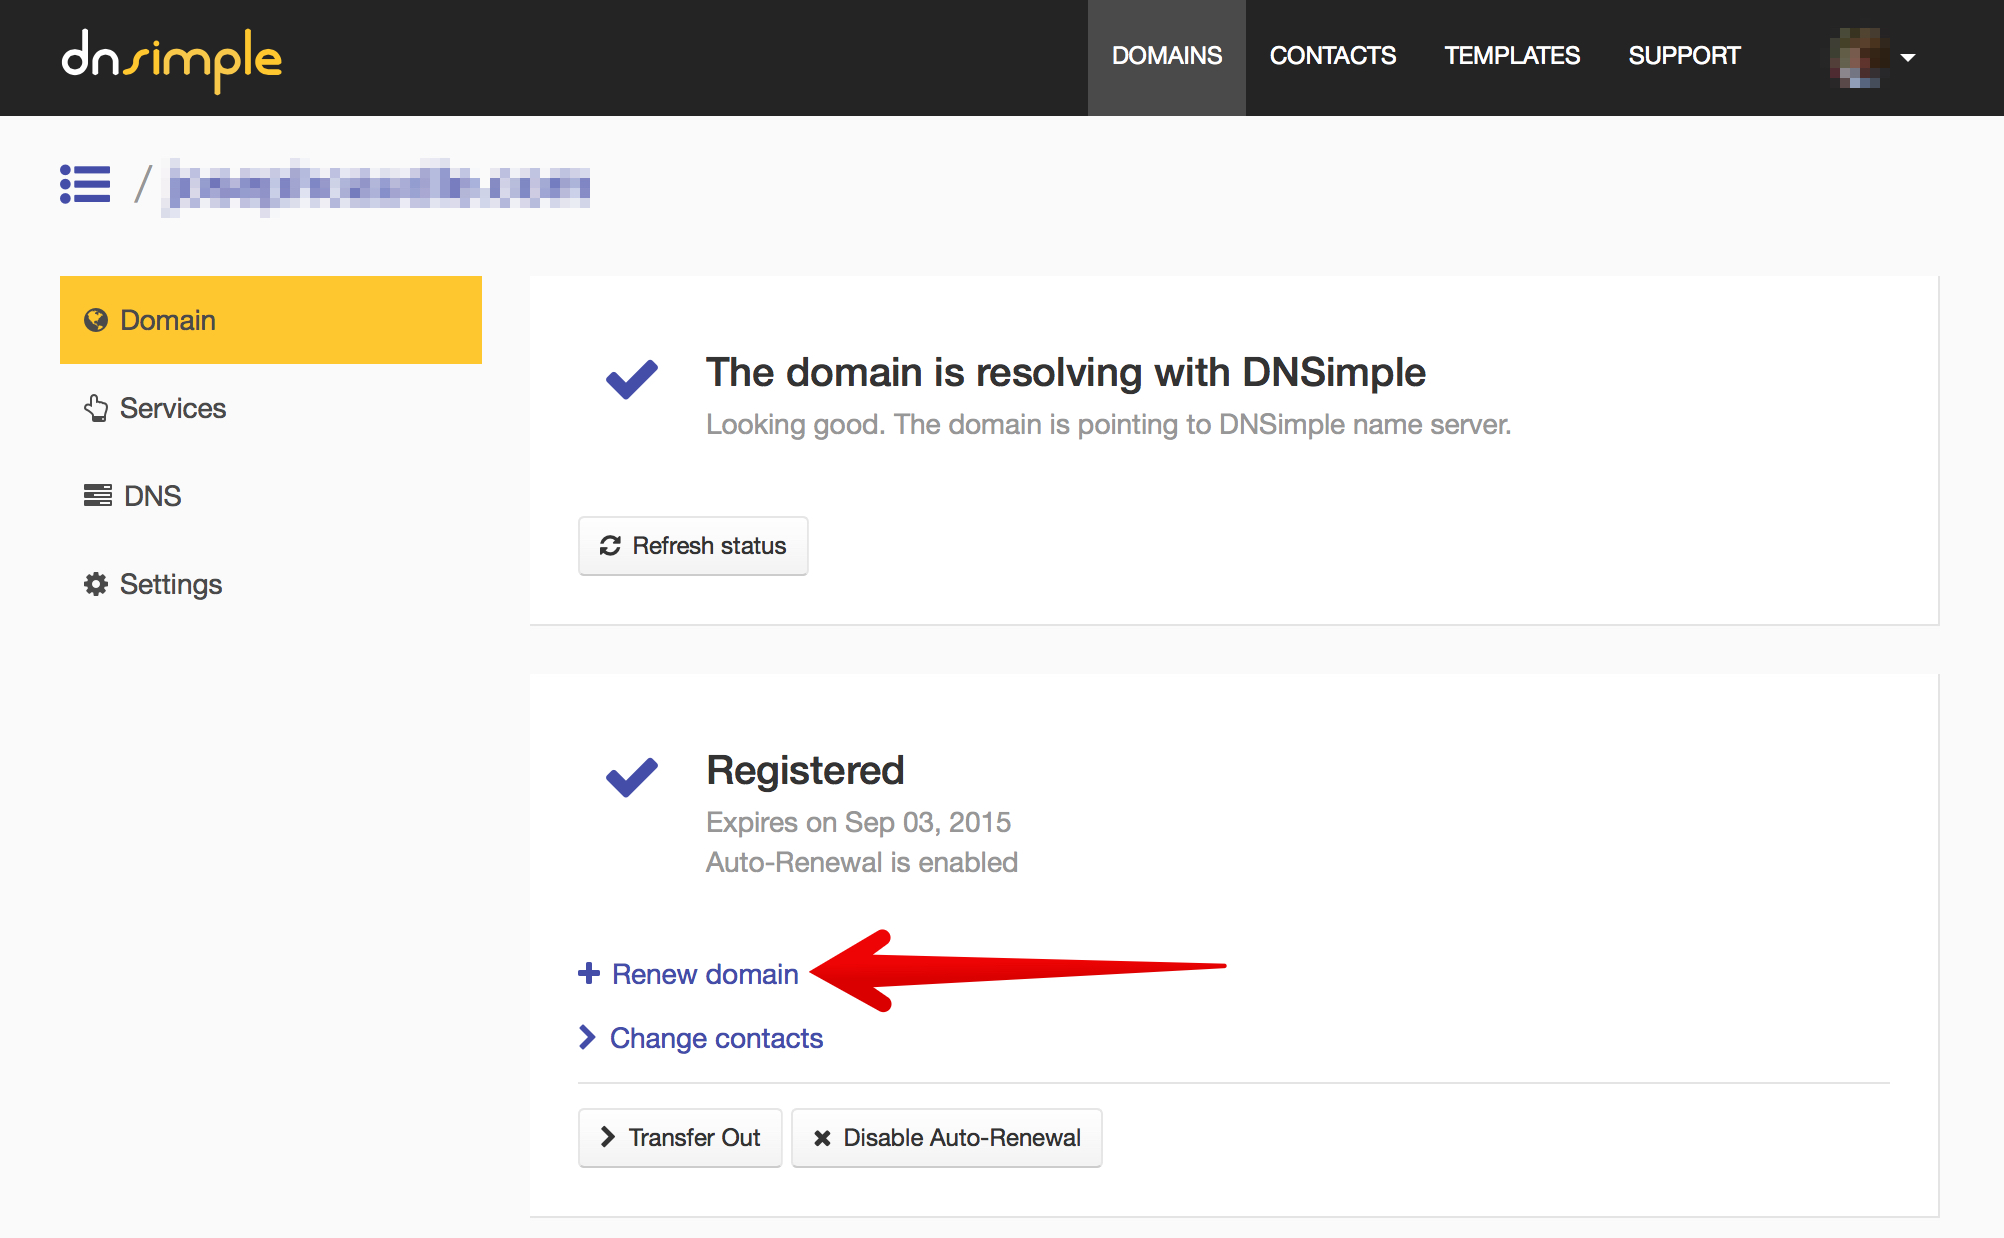 dnsimple
DOMAINS CONTACTS TEMPLATES SUPPORT
/
Domain
Services
DNS
Settings
The domain is resolving with DNSimple
Looking good. The domain is pointing to DNSimple name server.
Refresh status
Registered
Expires on Sep 03, 2015
Auto-Renewal is enabled
Renew domain
Change contacts
Transfer Out Disable Auto-Renewal